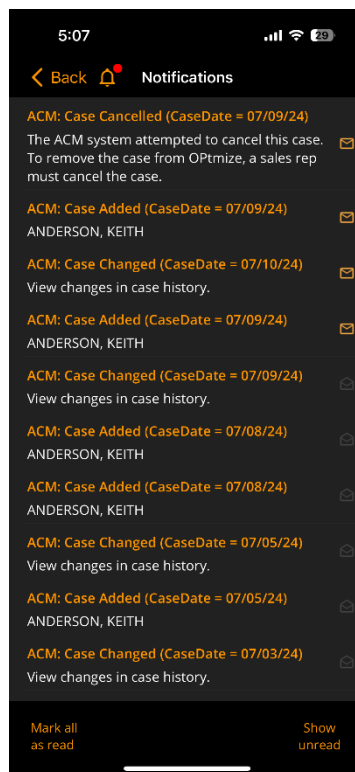 5:07
29
Back
Notifications
ACM: Case Cancelled (CaseDate = 07/09/24)
The ACM system attempted to cancel this case.
To remove the case from OPtmize, a sales rep
must cancel the case.
ACM: Case Added (CaseDate = 07/09/24)
ANDERSON, KEITH
ACM: Case Changed (CaseDate = 07/10/24)
View changes in case history.
ACM: Case Added (CaseDate = 07/09/24)
ANDERSON, KEITH
ACM: Case Changed (CaseDate = 07/09/24)
View changes in case history.
ACM: Case Added (CaseDate = 07/08/24)
ANDERSON, KEITH
ACM: Case Added (CaseDate = 07/08/24)
ANDERSON, KEITH
ACM: Case Changed (CaseDate = 07/05/24)
View changes in case history.
ACM: Case Added (CaseDate = 07/05/24)
ANDERSON, KEITH
ACM: Case Changed (CaseDate = 07/03/24)
View changes in case history.
Mark all
as read
Show
unread